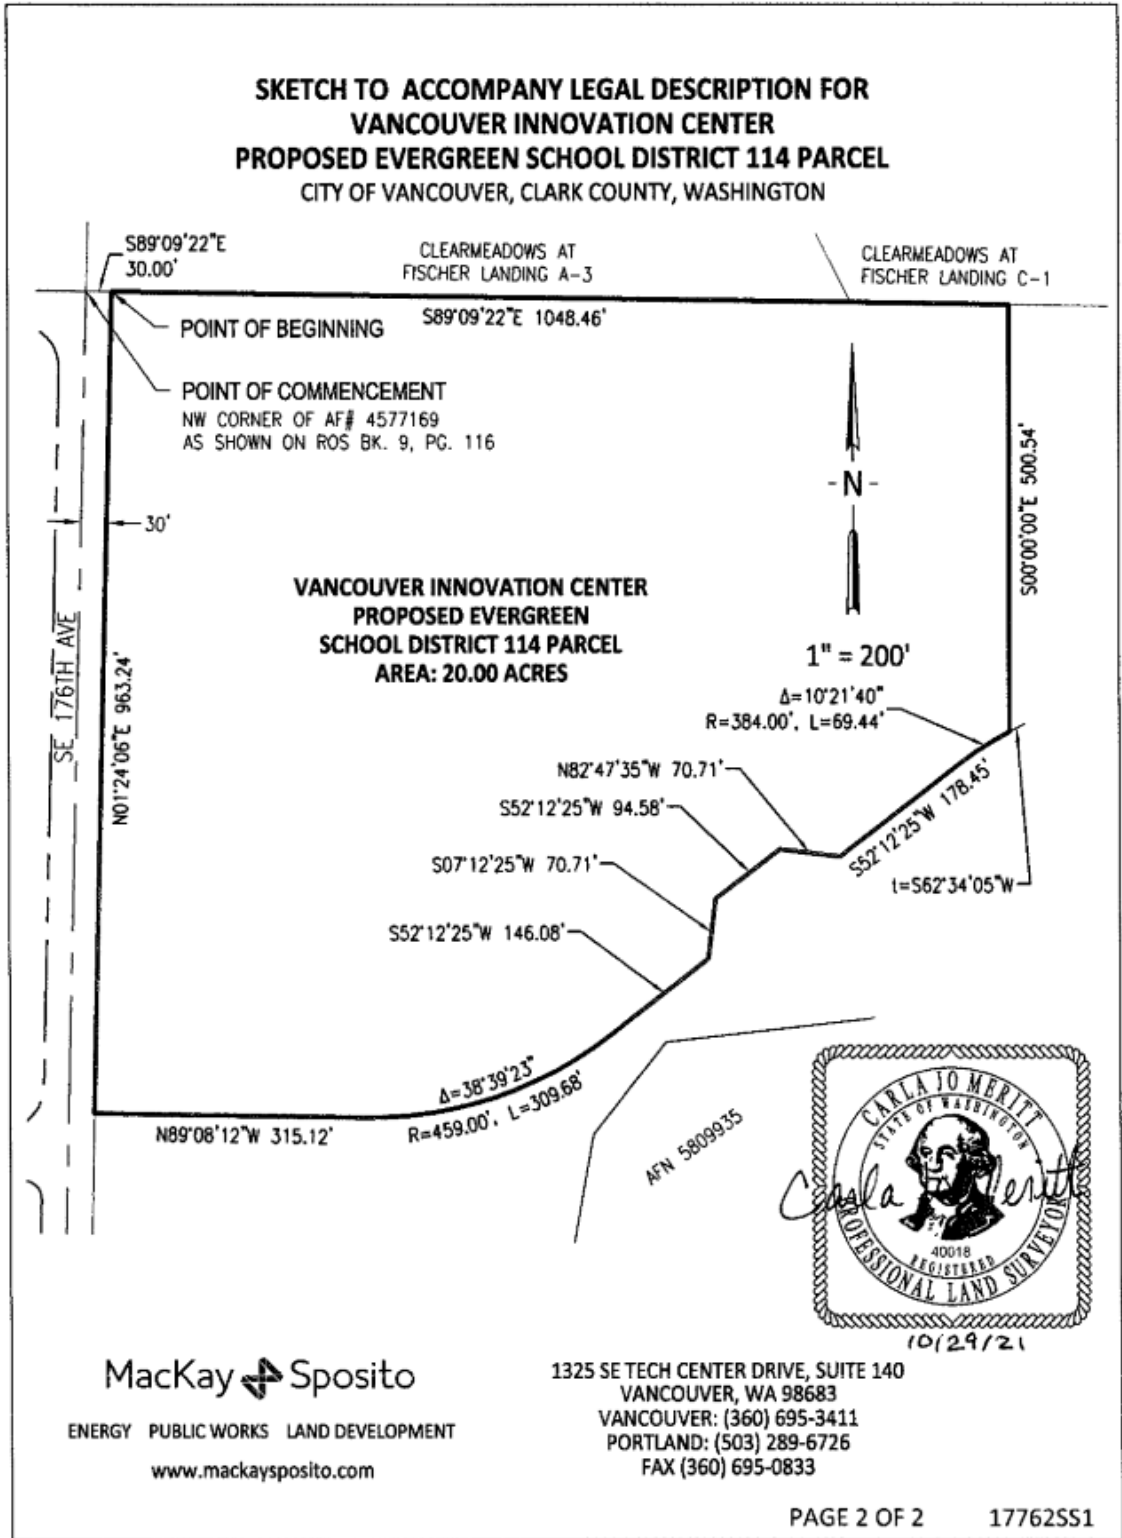 SKETCH TO ACCOMPANY LEGAL DESCRIPTION FOR
VANCOUVER INNOVATION CENTER
PROPOSED EVERGREEN SCHOOL DISTRICT 114 PARCEL
CITY OF VANCOUVER, CLARK COUNTY, WASHINGTON
S89°09'22"E
30.00'
CLEARMEADOWS AT
FISCHER LANDING A-3
CLEARMEADOWS AT
FISCHER LANDING C-1
S89°09'22"E 1048.46'
POINT OF BEGINNING
POINT OF COMMENCEMENT
NW CORNER OF AF# 4577169
AS SHOWN ON ROS BK. 9, PG. 116
S00°00'00"E 500.54'
-N-
30'
VANCOUVER INNOVATION CENTER
PROPOSED EVERGREEN
SCHOOL DISTRICT 114 PARCEL
AREA: 20.00 ACRES
1" = 200'
SE 176TH AVE
N01°24'06"E 963.24'
Δ=10°21'40"
R=384.00', L=69.44'
N82°47'35"W 70.71'
S52°12'25"W 94.58'
S52°12'25"W 178.45'
S07°12'25"W 70.71'
t=S62°34'05"W
S52°12'25"W 146.08'
Δ=38°39'23"
R=459.00', L=309.68'
N89°08'12"W 315.12'
AFN 5809935
CARLA JO MERITT
STATE OF WASHINGTON
Carla Jo Meritt
40018
REGISTERED
PROFESSIONAL LAND SURVEYOR
10/29/21
MacKay Sposito
ENERGY PUBLIC WORKS LAND DEVELOPMENT
www.mackaysposito.com
1325 SE TECH CENTER DRIVE, SUITE 140
VANCOUVER, WA 98683
VANCOUVER: (360) 695-3411
PORTLAND: (503) 289-6726
FAX (360) 695-0833
PAGE 2 OF 2 17762SS1